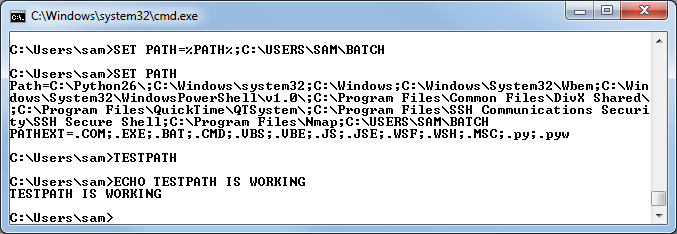 C:\Windows\system32\cmd.exe
C:\Users\sam>SET PATH=%PATH%;C:\USERS\SAM\BATCH
C:\Users\sam>SET PATH
Path=C:\Python26\;C:\Windows\system32;C:\Windows;C:\Windows\System32\Wbem;C:\Win
dows\System32\WindowsPowerShell\v1.0\;C:\Program Files\Common Files\DivX Shared\
;C:\Program Files\QuickTime\QTSystem\;C:\Program Files\SSH Communications Securi
ty\SSH Secure Shell;C:\Program Files\Nmap;C:\USERS\SAM\BATCH
PATHEXT=.COM;.EXE;.BAT;.CMD;.VBS;.VBE;.JS;.JSE;.WSF;.WSH;.MSC;.py;.pyw
C:\Users\sam>TESTPATH
C:\Users\sam>ECHO TESTPATH IS WORKING
TESTPATH IS WORKING
C:\Users\sam>